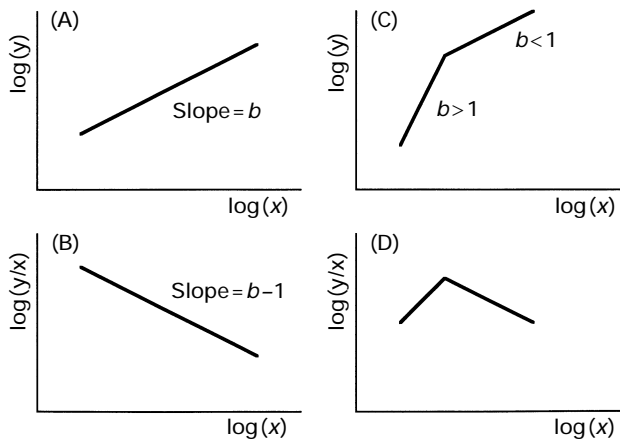 (A)
log(y)
Slope=b
log(x)
(B)
log(y/x)
Slope=b–1
log(x)
(C)
log(y)
b<1
b>1
log(x)
(D)
log(y/x)
log(x)